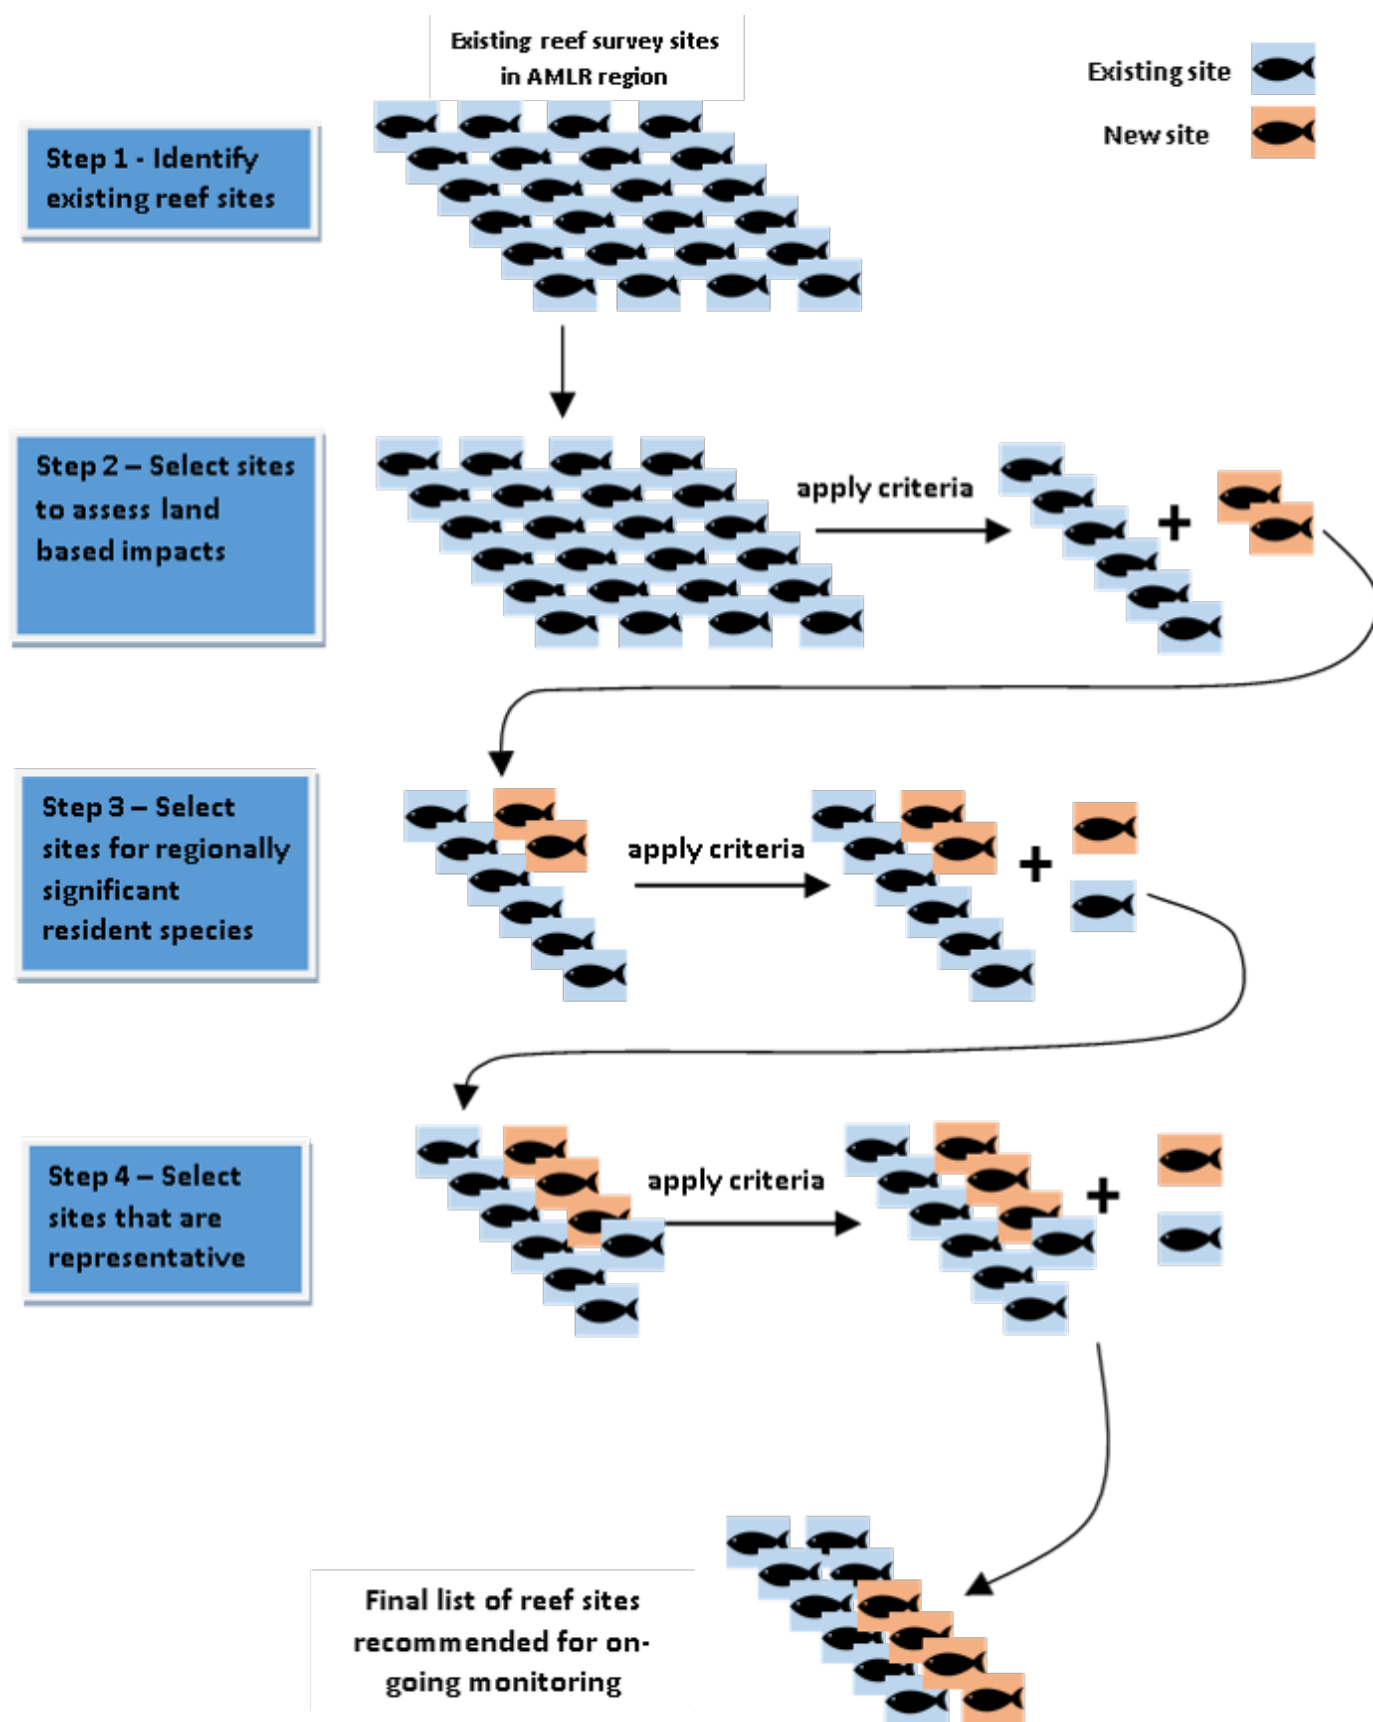 Existing reef survey sites
in AMLR region
Existing site
New site
Step 1 - Identify
existing reef sites
Step 2 – Select sites
to assess land
based impacts
apply criteria
Step 3 – Select
sites for regionally
significant
resident species
apply criteria
Step 4 – Select
sites that are
representative
apply criteria
Final list of reef sites
recommended for on-
going monitoring